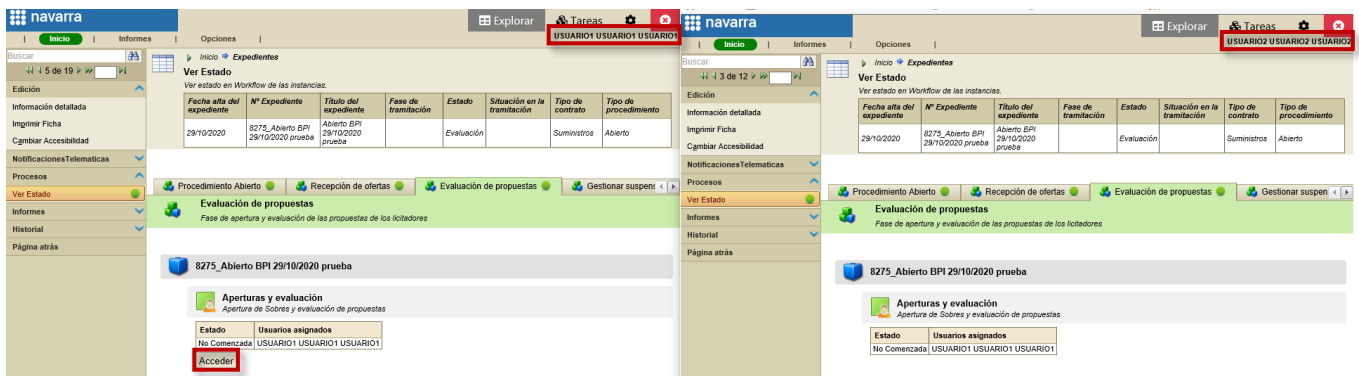 navarra
Explorar
Tareas
Inicio | Informes | Opciones |
USUARIO1 USUARIO1 USUARIO1
Buscar
5 de 19
Inicio Expedientes
Ver Estado
Ver estado en Workflow de las instancias.
Edición
Información detallada
Imprimir Ficha
Cambiar Accesibilidad
NotificacionesTelematicas
Procesos
Ver Estado
Informes
Historial
Página atrás
Fecha alta del expediente
Nº Expediente
Título del expediente
Fase de tramitación
Estado
Situación en la tramitación
Tipo de contrato
Tipo de procedimiento
29/10/2020
8275_Abierto BPI 29/10/2020 prueba
Abierto BPI 29/10/2020 prueba
Evaluación
Suministros
Abierto
Procedimiento Abierto
Recepción de ofertas
Evaluación de propuestas
Gestionar suspens
Evaluación de propuestas
Fase de apertura y evaluación de las propuestas de los licitadores
8275_Abierto BPI 29/10/2020 prueba
Aperturas y evaluación
Apertura de Sobres y evaluación de propuestas
Estado Usuarios asignados
No Comenzada USUARIO1 USUARIO1 USUARIO1
Acceder
navarra
Explorar
Tareas
Inicio | Informes | Opciones |
USUARIO2 USUARIO2 USUARIO2
Buscar
3 de 12
Inicio Expedientes
Ver Estado
Ver estado en Workflow de las instancias.
Edición
Información detallada
Imprimir Ficha
Cambiar Accesibilidad
NotificacionesTelematicas
Procesos
Ver Estado
Informes
Historial
Página atrás
Fecha alta del expediente
Nº Expediente
Título del expediente
Fase de tramitación
Estado
Situación en la tramitación
Tipo de contrato
Tipo de procedimiento
29/10/2020
8275_Abierto BPI 29/10/2020 prueba
Abierto BPI 29/10/2020 prueba
Evaluación
Suministros
Abierto
Procedimiento Abierto
Recepción de ofertas
Evaluación de propuestas
Gestionar suspen
Evaluación de propuestas
Fase de apertura y evaluación de las propuestas de los licitadores
8275_Abierto BPI 29/10/2020 prueba
Aperturas y evaluación
Apertura de Sobres y evaluación de propuestas
Estado Usuarios asignados
No Comenzada USUARIO1 USUARIO1 USUARIO1